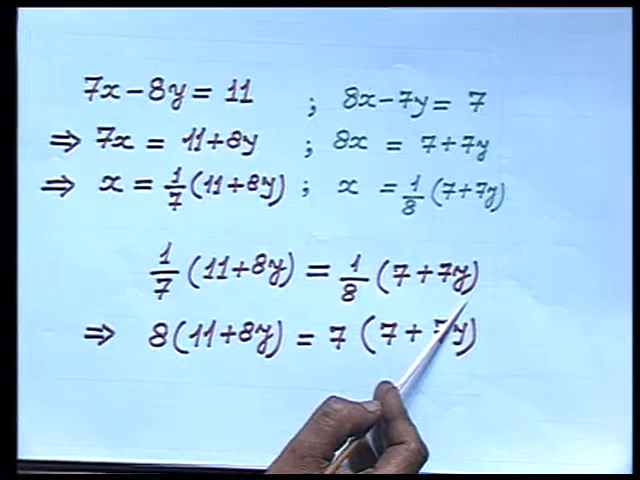 7x-8y = 11 ; 8x-7y = 7
⇒ 7x = 11+8y ; 8x = 7+7y
⇒ x = 1/7 (11+8y) ; x = 1/8 (7+7y)
1/7 (11+8y) = 1/8 (7+7y)
⇒ 8(11+8y) = 7(7+7y)